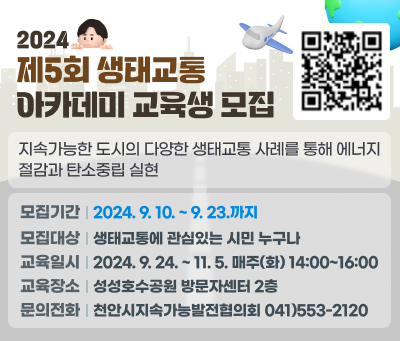 2024
제5회 생태교통
아카데미 교육생 모집
지속가능한 도시의 다양한 생태교통 사례를 통해 에너지
절감과 탄소중립 실현
모집기간 | 2024. 9. 10. ~ 9. 23.까지
모집대상 | 생태교통에 관심있는 시민 누구나
교육일시 | 2024. 9. 24. ~ 11. 5. 매주(화) 14:00~16:00
교육장소 | 성성호수공원 방문자센터 2층
문의전화 | 천안시지속가능발전협의회 041)553-2120